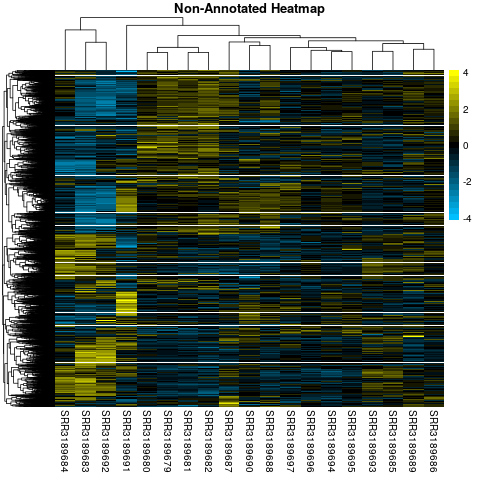 Non-Annotated Heatmap
4
2
0
-2
-4
SRR3189684
SRR3189683
SRR3189692
SRR3189691
SRR3189680
SRR3189679
SRR3189681
SRR3189682
SRR3189687
SRR3189690
SRR3189688
SRR3189697
SRR3189696
SRR3189694
SRR3189695
SRR3189693
SRR3189685
SRR3189689
SRR3189686